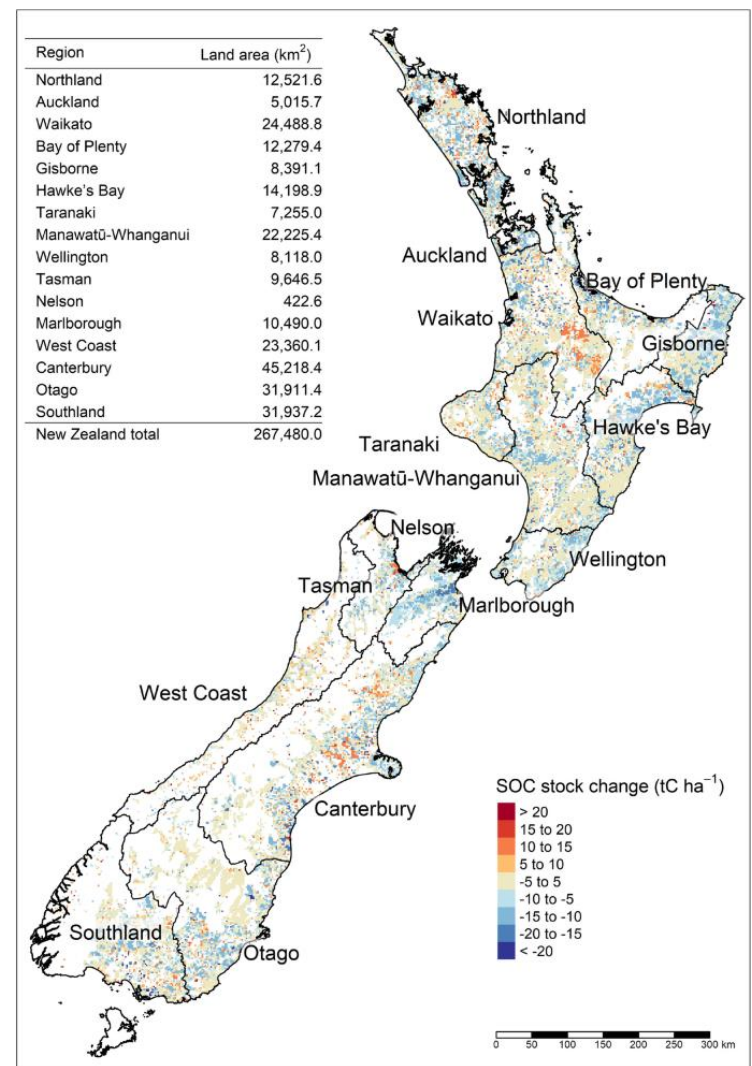 Region Land area (km²)
Northland 12,521.6
Auckland 5,015.7
Waikato 24,488.8
Bay of Plenty 12,279.4
Gisborne 8,391.1
Hawke's Bay 14,198.9
Taranaki 7,255.0
Manawatū-Whanganui 22,225.4
Wellington 8,118.0
Tasman 9,646.5
Nelson 422.6
Marlborough 10,490.0
West Coast 23,360.1
Canterbury 45,218.4
Otago 31,911.4
Southland 31,937.2
New Zealand total 267,480.0
Northland
Auckland
Bay of Plenty
Waikato
Gisborne
Hawke's Bay
Taranaki
Manawatū-Whanganui
Nelson
Wellington
Tasman
Marlborough
West Coast
Canterbury
Southland
Otago
SOC stock change (tC ha⁻¹)
> 20
15 to 20
10 to 15
5 to 10
-5 to 5
-10 to -5
-15 to -10
-20 to -15
< -20
0 50 100 150 200 250 300 km